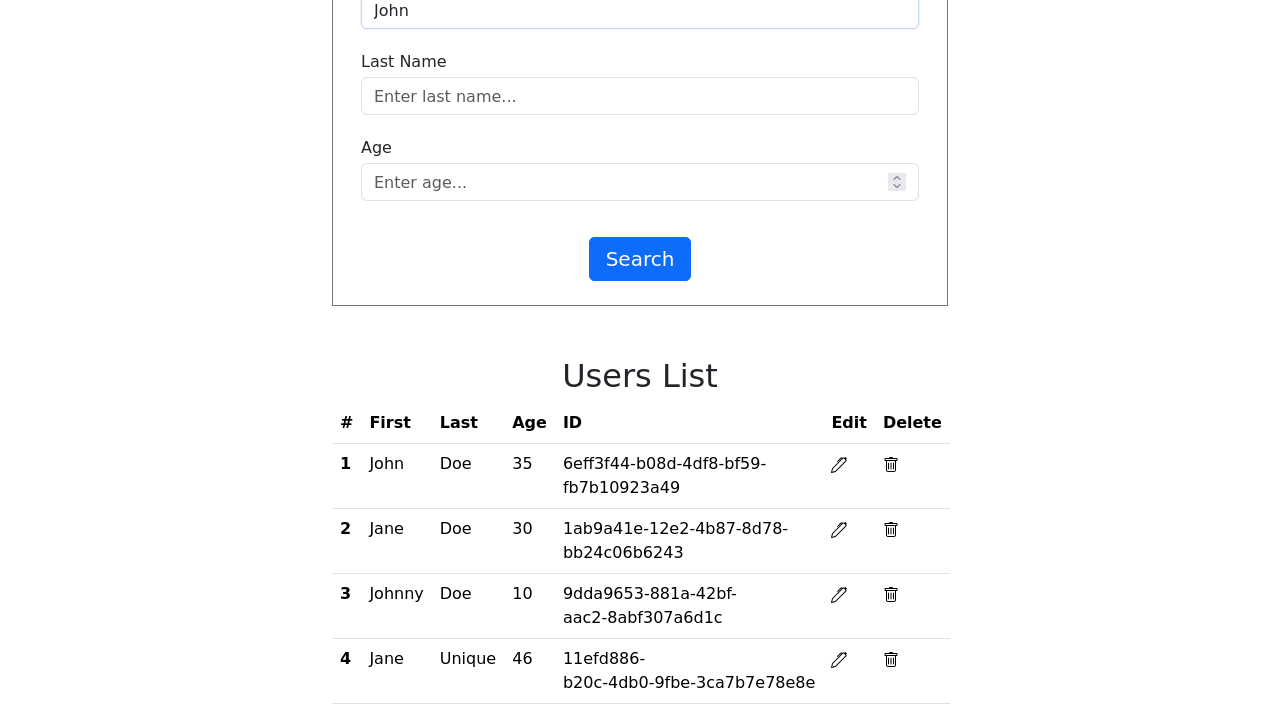 John
Last Name
Enter last name...
Age
Enter age...
Search
Users List
# First Last Age ID Edit Delete
1 John Doe 35 6eff3f44-b08d-4df8-bf59-
fb7b10923a49
2 Jane Doe 30 1ab9a41e-12e2-4b87-8d78-
bb24c06b6243
3 Johnny Doe 10 9dda9653-881a-42bf-
aac2-8abf307a6d1c
4 Jane Unique 46 11efd886-
b20c-4db0-9fbe-3ca7b7e78e8e